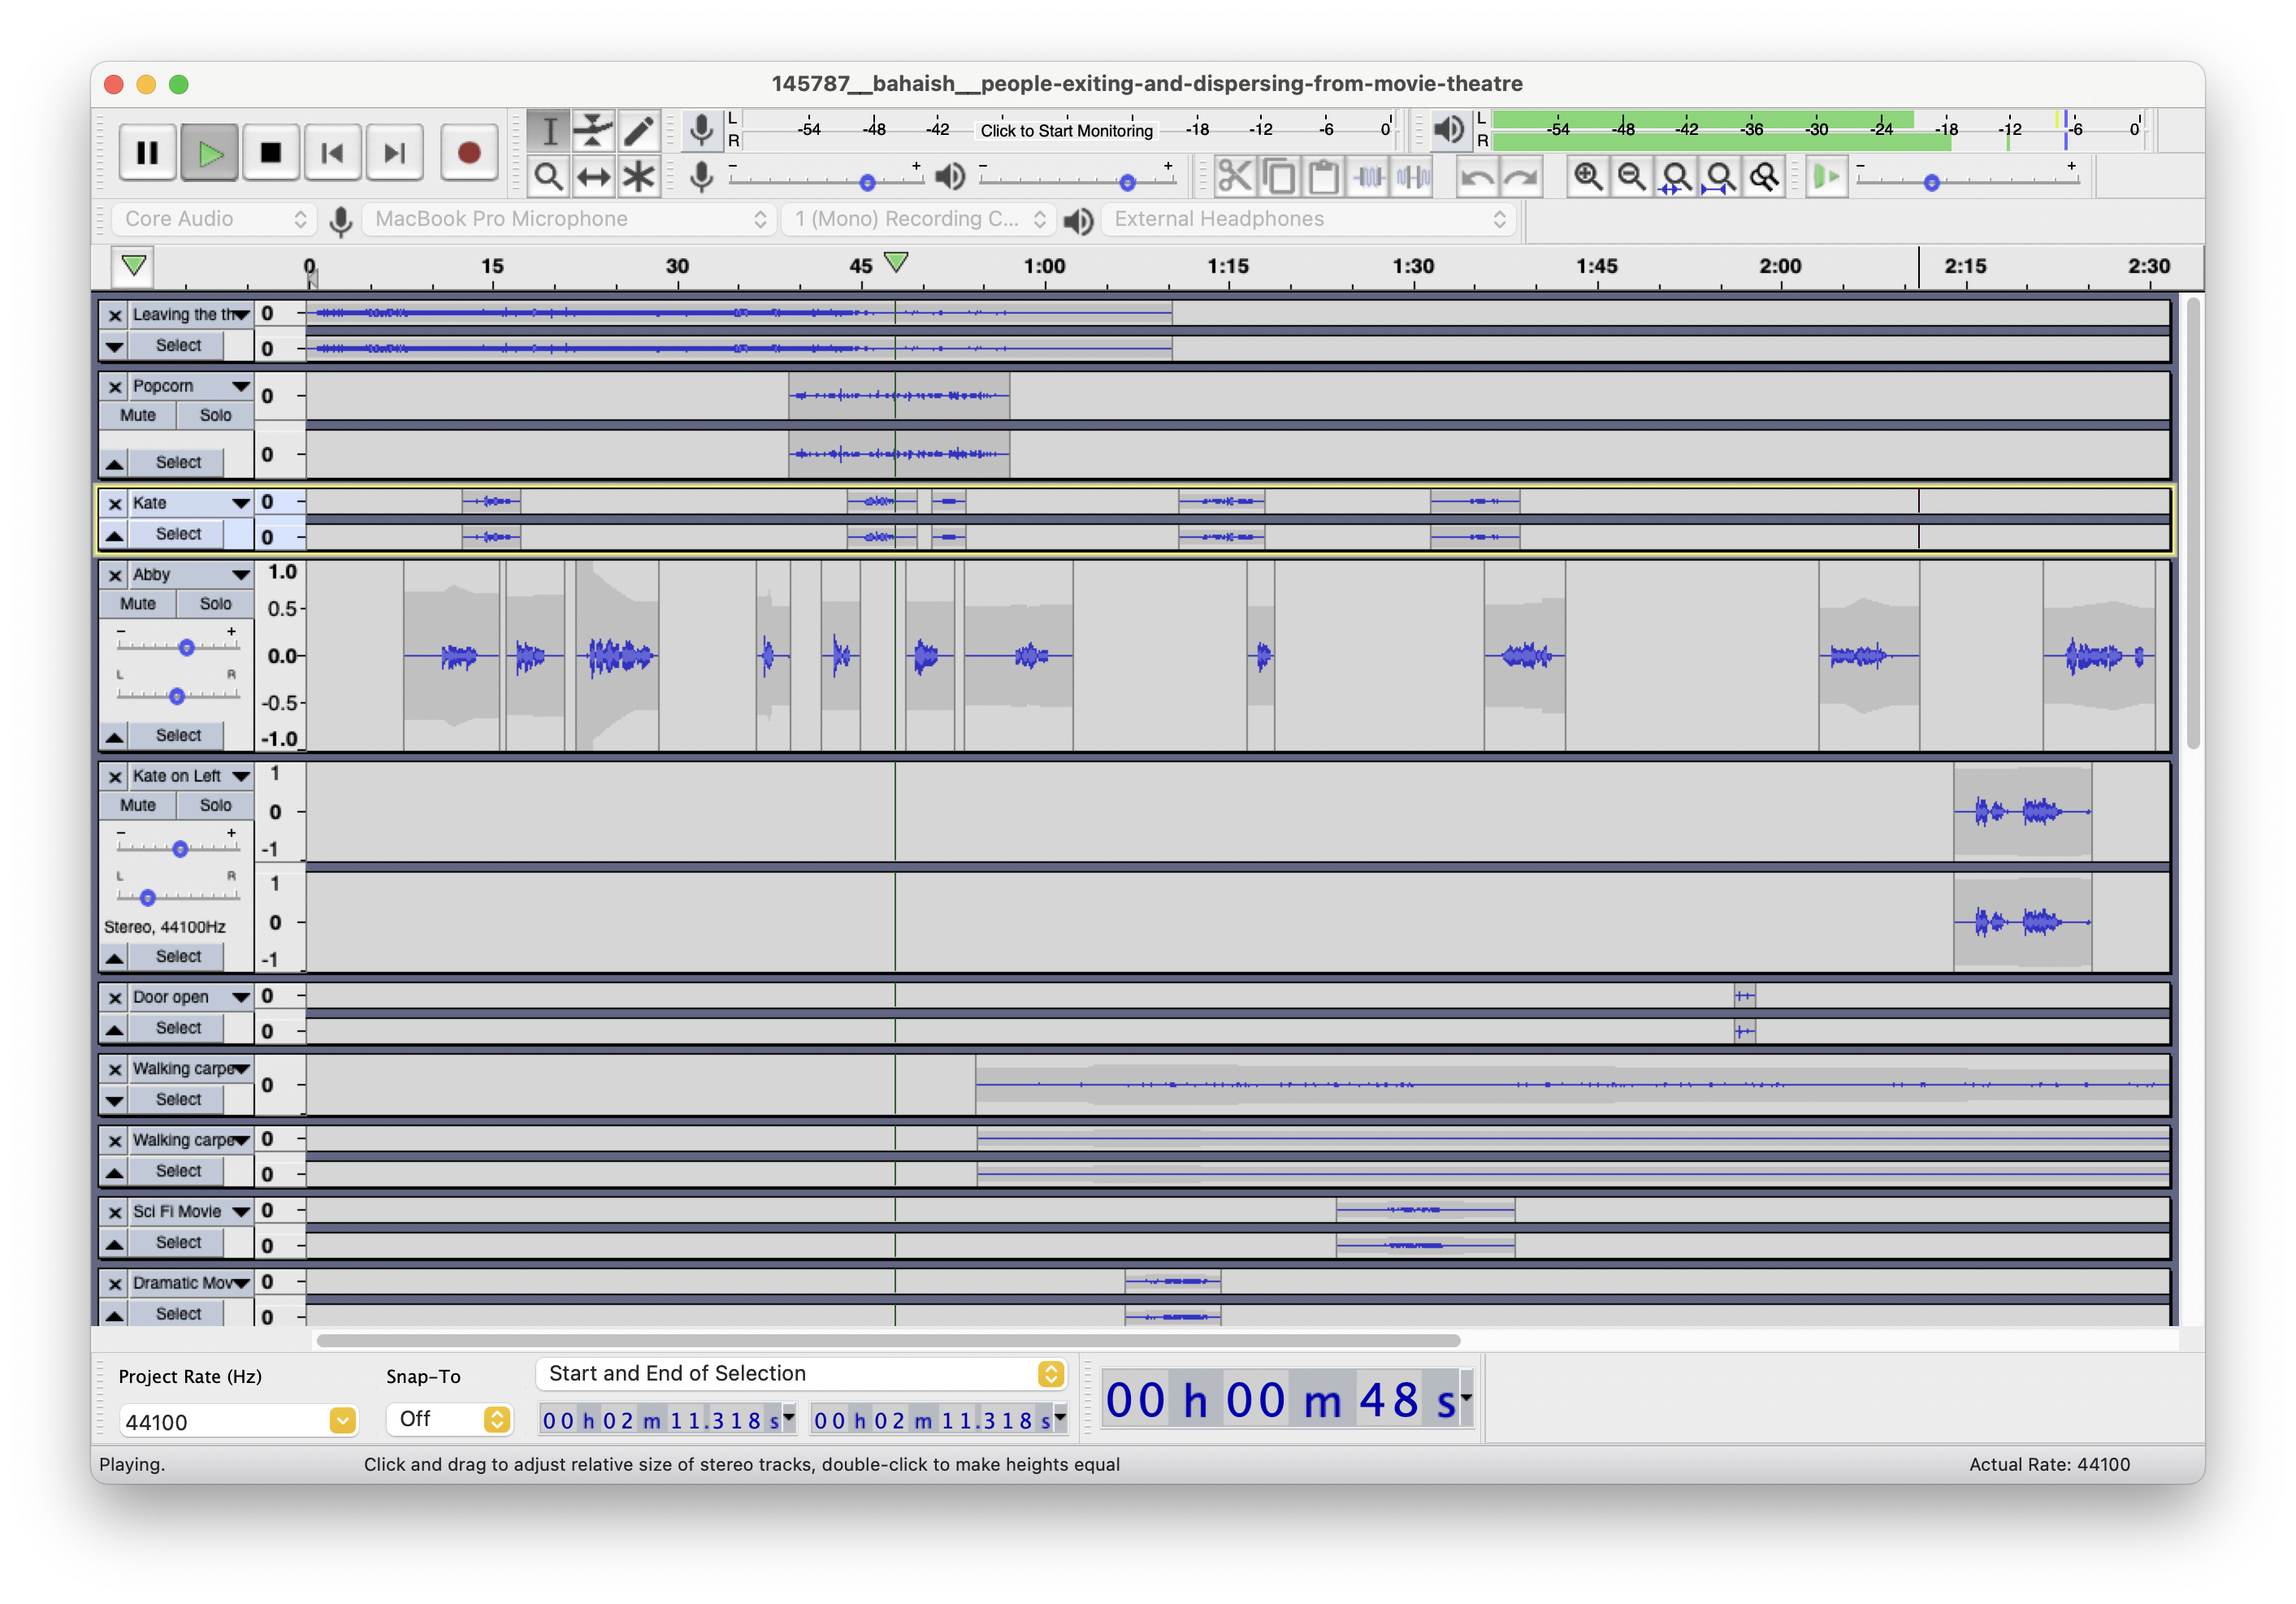 145787__bahaish__people-exiting-and-dispersing-from-movie-theatre
L
R
-54 -48 -42 Click to Start Monitoring -18 -12 -6 0
L
R
-54 -48 -42 -36 -30 -24 -18 -12 -6 0
- +
- +
- +
Core Audio
MacBook Pro Microphone
1 (Mono) Recording C...
External Headphones
0 15 30 45 1:00 1:15 1:30 1:45 2:00 2:15 2:30
Leaving the th
0
Select
0
Popcorn
0
Mute Solo
Select
0
Kate
0
Select
0
Abby
1.0
Mute Solo
0.5
- +
0.0
L R
-0.5
Select
-1.0
Kate on Left
1
Mute Solo
0
- +
-1
L R
1
Stereo, 44100Hz
0
Select
-1
Door open
0
Select
0
Walking carpe
0
Select
Walking carpe
0
Select
0
Sci Fi Movie
0
Select
0
Dramatic Mov
0
Select
0
Project Rate (Hz)
Snap-To
Start and End of Selection
44100
Off
00 h 02 m 11.318 s
00 h 02 m 11.318 s
00 h 00 m 48 s
Playing.
Click and drag to adjust relative size of stereo tracks, double-click to make heights equal
Actual Rate: 44100